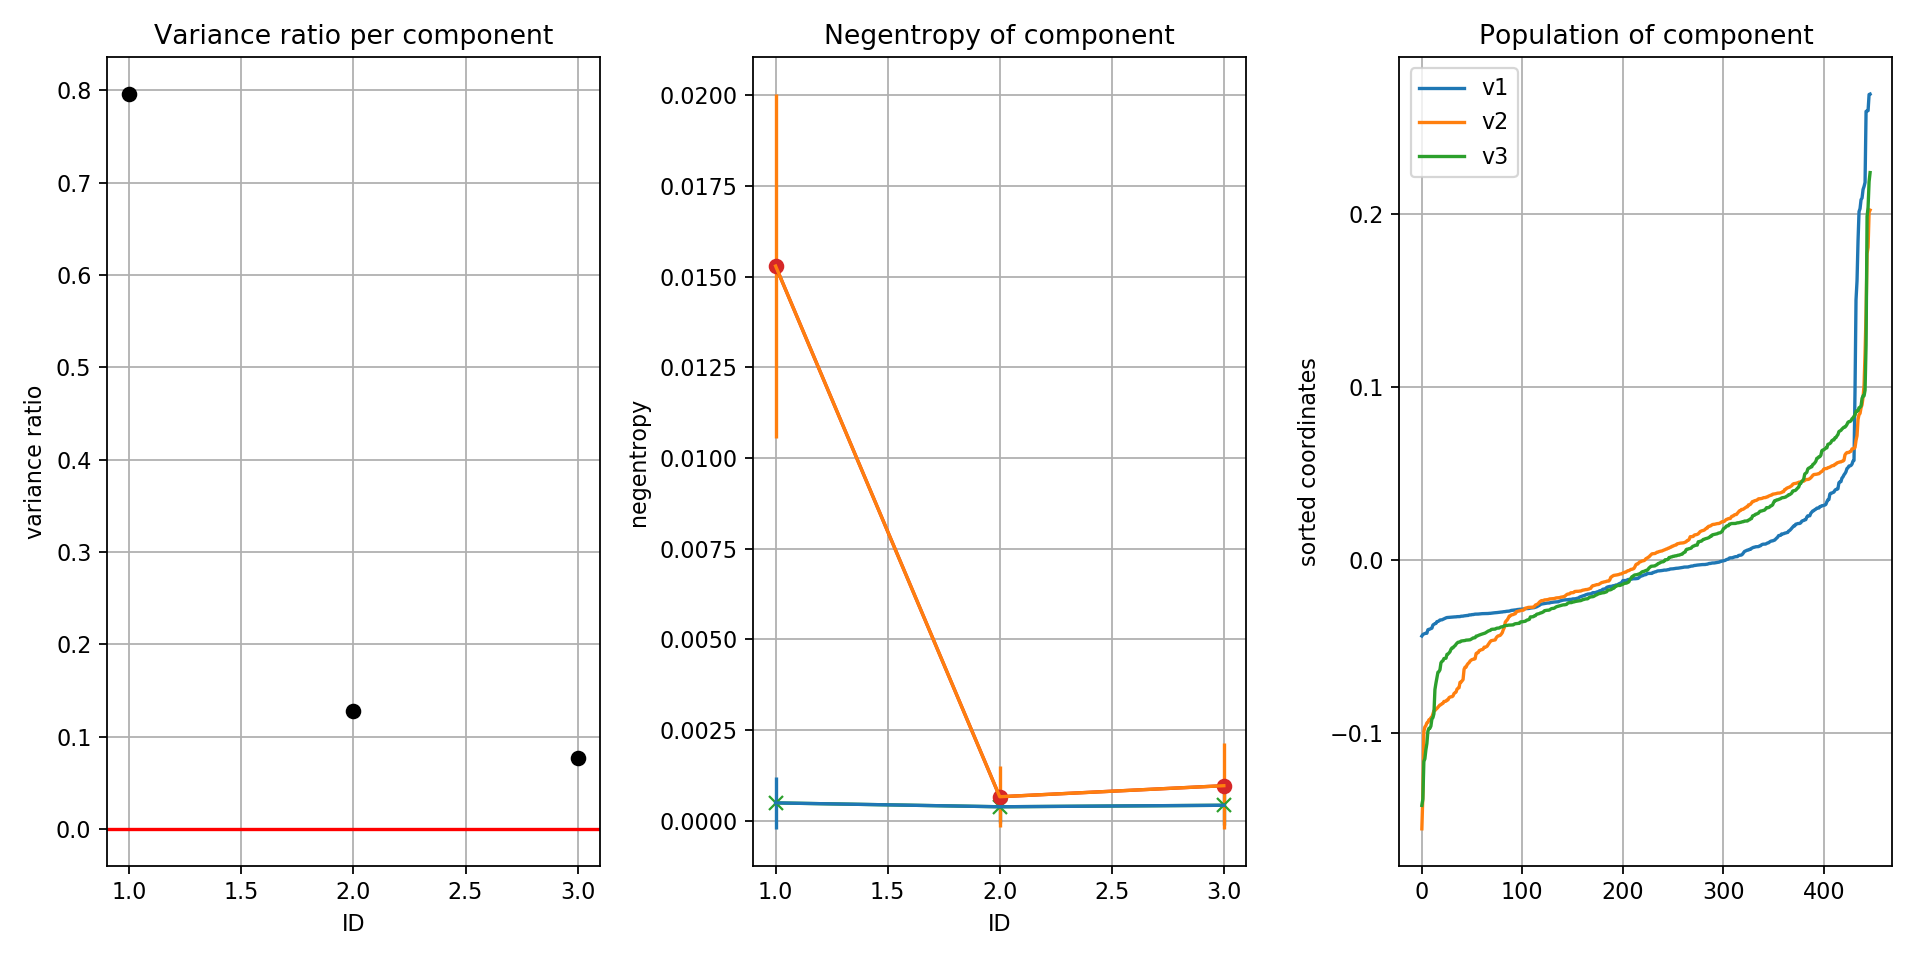 Variance ratio per component
variance ratio
0.8
0.7
0.6
0.5
0.4
0.3
0.2
0.1
0.0
1.0 1.5 2.0 2.5 3.0
ID
Negentropy of component
negentropy
0.0200
0.0175
0.0150
0.0125
0.0100
0.0075
0.0050
0.0025
0.0000
1.0 1.5 2.0 2.5 3.0
ID
Population of component
v1
v2
v3
sorted coordinates
0.2
0.1
0.0
−0.1
0 100 200 300 400